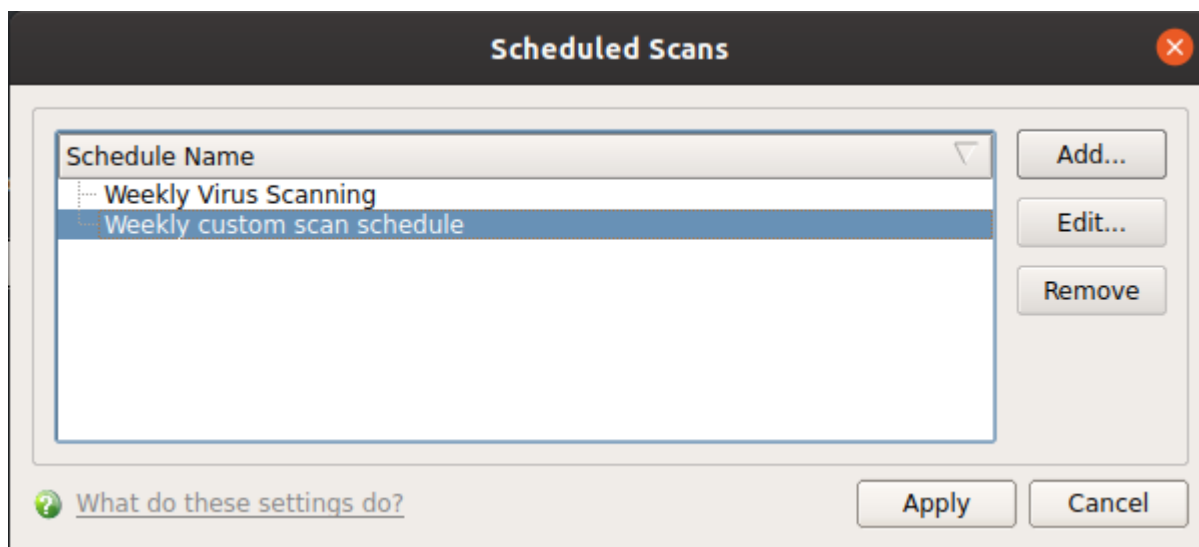 Scheduled Scans
Schedule Name
Weekly Virus Scanning
Weekly custom scan schedule
Add...
Edit...
Remove
What do these settings do?
Apply
Cancel